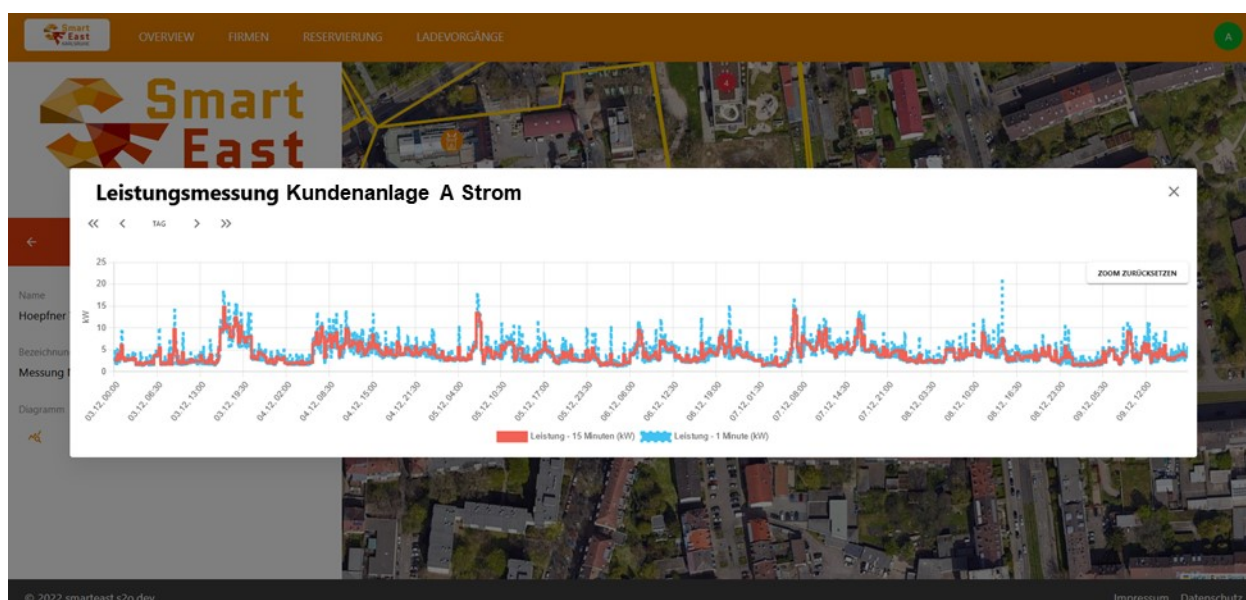 Smart
East
KARLSRUHE
OVERVIEW
FIRMEN
RESERVIERUNG
LADEVORGÄNGE
A
Smart
East
4
Leistungsmessung Kundenanlage A Strom
TAG
ZOOM ZURÜCKSETZEN
Name
Hoepfner
Bezeichnun
Messung
Diagramm
kW
25
20
15
10
5
0
03.12, 00:00
03.12, 06:30
03.12, 13:00
03.12, 19:30
04.12, 02:00
04.12, 08:30
04.12, 15:00
04.12, 21:30
05.12, 04:00
05.12, 10:30
05.12, 17:00
05.12, 23:30
06.12, 06:00
06.12, 12:30
06.12, 19:00
07.12, 01:30
07.12, 08:00
07.12, 14:30
07.12, 21:00
08.12, 03:30
08.12, 10:00
08.12, 16:30
08.12, 23:00
09.12, 05:30
09.12, 12:00
Leistung - 15 Minuten (kW)
Leistung - 1 Minute (kW)
© 2022 smarteast.s2o.dev
Impressum
Datenschutz